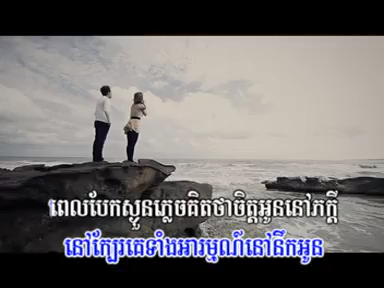 ពេលបែកស្ងួនភ្លេចគិតថាចិត្តអូននៅភក្ដី
នៅក្បែរគេទាំងអារម្មណ៍នៅនឹកអូន